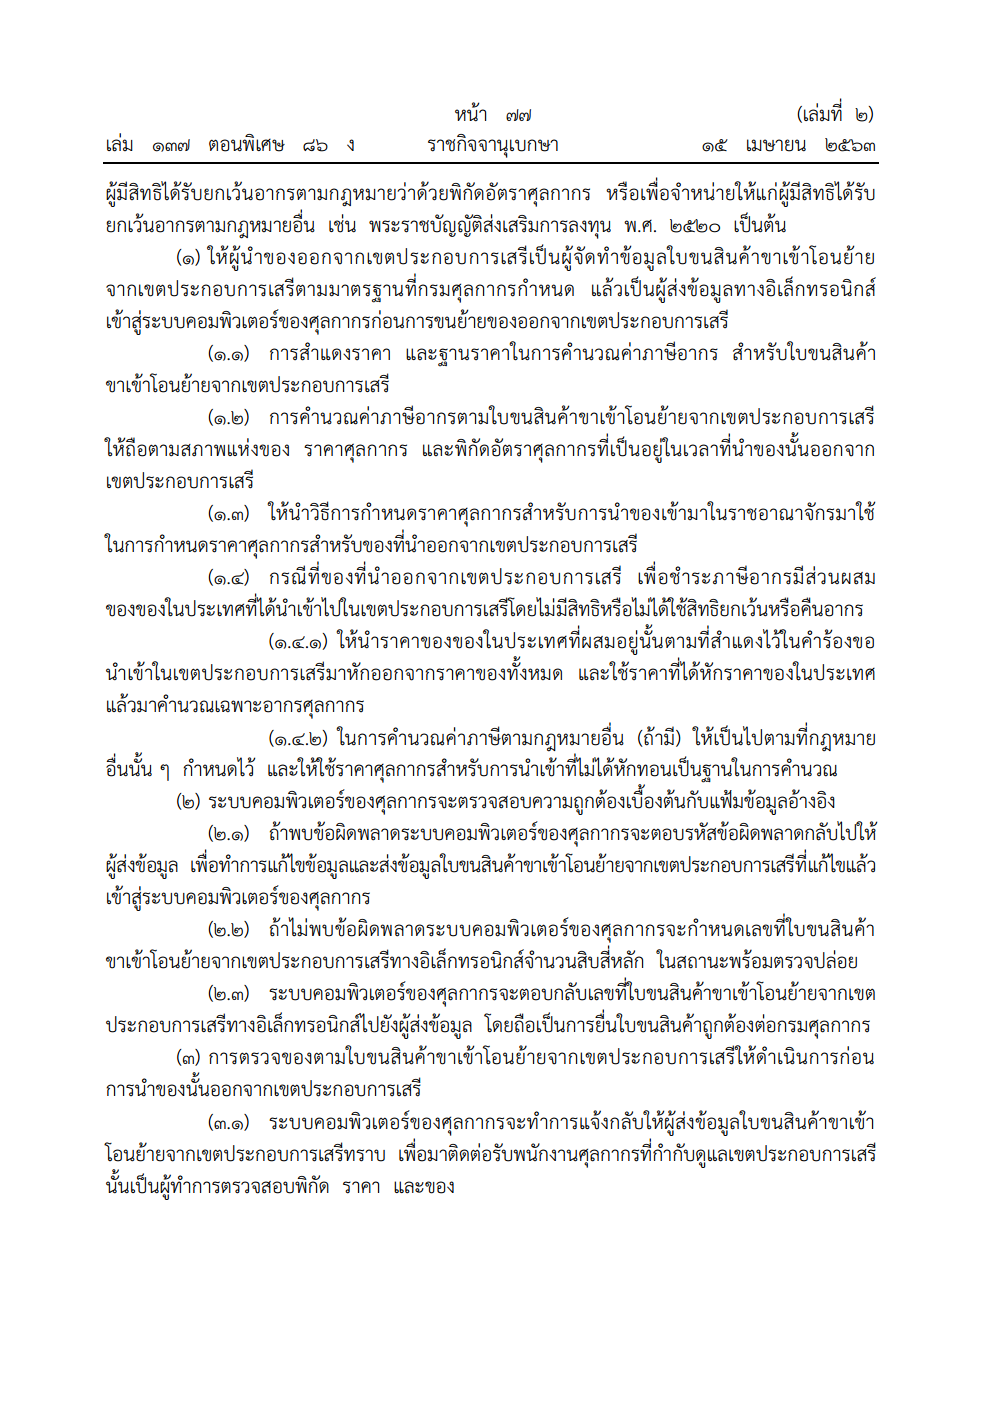 หน้า ๗๗ (เล่มที่ ๒)
เล่ม ๑๓๗ ตอนพิเศษ ๘๖ ง ราชกิจจานุเบกษา ๑๕ เมษายน ๒๕๖๓
ผู้มีสิทธิได้รับยกเว้นอากรตามกฎหมายว่าด้วยพิกัดอัตราศุลกากร หรือเพื่อจำหน่ายให้แก่ผู้มีสิทธิได้รับ
ยกเว้นอากรตามกฎหมายอื่น เช่น พระราชบัญญัติส่งเสริมการลงทุน พ.ศ. ๒๕๒๐ เป็นต้น
(๑) ให้ผู้นำของออกจากเขตประกอบการเสรีเป็นผู้จัดทำข้อมูลใบขนสินค้าขาเข้าโอนย้าย
จากเขตประกอบการเสรีตามมาตรฐานที่กรมศุลกากรกำหนด แล้วเป็นผู้ส่งข้อมูลทางอิเล็กทรอนิกส์
เข้าสู่ระบบคอมพิวเตอร์ของศุลกากรก่อนการขนย้ายของออกจากเขตประกอบการเสรี
(๑.๑) การสำแดงราคา และฐานราคาในการคำนวณค่าภาษีอากร สำหรับใบขนสินค้า
ขาเข้าโอนย้ายจากเขตประกอบการเสรี
(๑.๒) การคำนวณค่าภาษีอากรตามใบขนสินค้าขาเข้าโอนย้ายจากเขตประกอบการเสรี
ให้ถือตามสภาพแห่งของ ราคาศุลกากร และพิกัดอัตราศุลกากรที่เป็นอยู่ในเวลาที่นำของนั้นออกจาก
เขตประกอบการเสรี
(๑.๓) ให้นำวิธีการกำหนดราคาศุลกากรสำหรับการนำของเข้ามาในราชอาณาจักรมาใช้
ในการกำหนดราคาศุลกากรสำหรับของที่นำออกจากเขตประกอบการเสรี
(๑.๔) กรณีที่ของที่นำออกจากเขตประกอบการเสรี เพื่อชำระภาษีอากรมีส่วนผสม
ของของในประเทศที่ได้นำเข้าไปในเขตประกอบการเสรีโดยไม่มีสิทธิหรือไม่ได้ใช้สิทธิยกเว้นหรือคืนอากร
(๑.๔.๑) ให้นำราคาของของในประเทศที่ผสมอยู่นั้นตามที่สำแดงไว้ในคำร้องขอ
นำเข้าในเขตประกอบการเสรีมาหักออกจากราคาของทั้งหมด และใช้ราคาที่ได้หักราคาของในประเทศ
แล้วมาคำนวณเฉพาะอากรศุลกากร
(๑.๔.๒) ในการคำนวณค่าภาษีตามกฎหมายอื่น (ถ้ามี) ให้เป็นไปตามที่กฎหมาย
อื่นนั้น ๆ กำหนดไว้ และให้ใช้ราคาศุลกากรสำหรับการนำเข้าที่ไม่ได้หักทอนเป็นฐานในการคำนวณ
(๒) ระบบคอมพิวเตอร์ของศุลกากรจะตรวจสอบความถูกต้องเบื้องต้นกับแฟ้มข้อมูลอ้างอิง
(๒.๑) ถ้าพบข้อผิดพลาดระบบคอมพิวเตอร์ของศุลกากรจะตอบรหัสข้อผิดพลาดกลับไปให้
ผู้ส่งข้อมูล เพื่อทำการแก้ไขข้อมูลและส่งข้อมูลใบขนสินค้าขาเข้าโอนย้ายจากเขตประกอบการเสรีที่แก้ไขแล้ว
เข้าสู่ระบบคอมพิวเตอร์ของศุลกากร
(๒.๒) ถ้าไม่พบข้อผิดพลาดระบบคอมพิวเตอร์ของศุลกากรจะกำหนดเลขที่ใบขนสินค้า
ขาเข้าโอนย้ายจากเขตประกอบการเสรีทางอิเล็กทรอนิกส์จำนวนสิบสี่หลัก ในสถานะพร้อมตรวจปล่อย
(๒.๓) ระบบคอมพิวเตอร์ของศุลกากรจะตอบกลับเลขที่ใบขนสินค้าขาเข้าโอนย้ายจากเขต
ประกอบการเสรีทางอิเล็กทรอนิกส์ไปยังผู้ส่งข้อมูล โดยถือเป็นการยื่นใบขนสินค้าถูกต้องต่อกรมศุลกากร
(๓) การตรวจของตามใบขนสินค้าขาเข้าโอนย้ายจากเขตประกอบการเสรีให้ดำเนินการก่อน
การนำของนั้นออกจากเขตประกอบการเสรี
(๓.๑) ระบบคอมพิวเตอร์ของศุลกากรจะทำการแจ้งกลับให้ผู้ส่งข้อมูลใบขนสินค้าขาเข้า
โอนย้ายจากเขตประกอบการเสรีทราบ เพื่อมาติดต่อรับพนักงานศุลกากรที่กำกับดูแลเขตประกอบการเสรี
นั้นเป็นผู้ทำการตรวจสอบพิกัด ราคา และของ